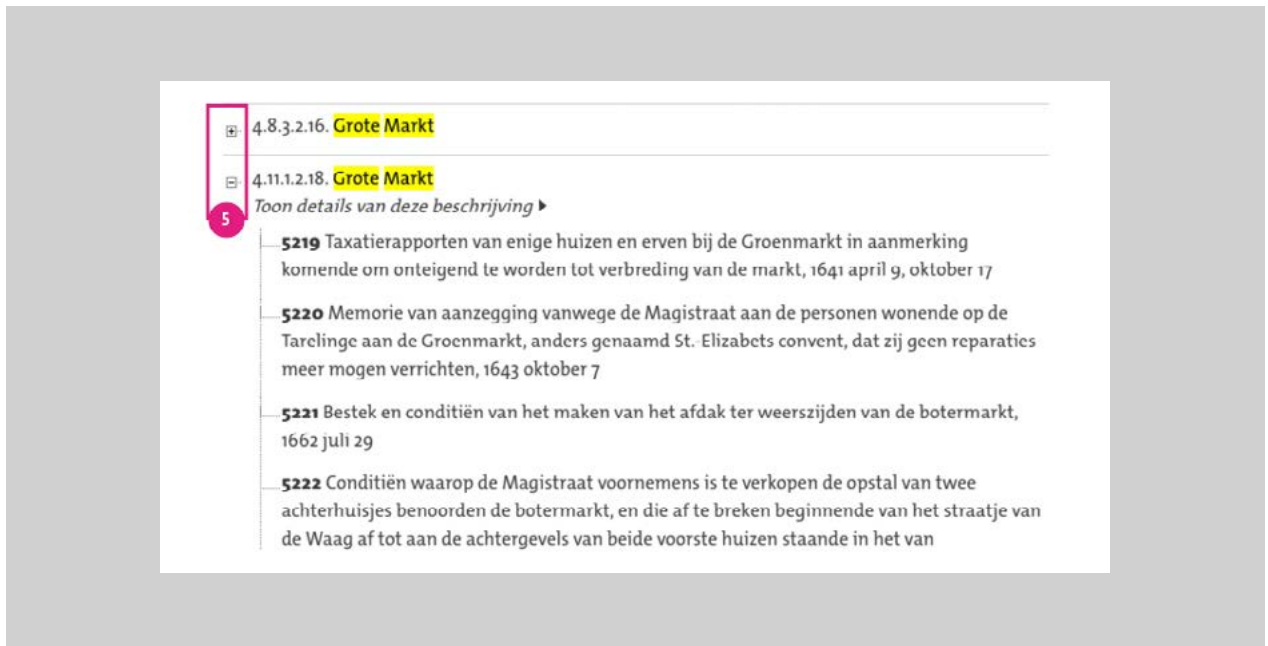 4.8.3.2.16. Grote Markt
4.11.1.2.18. Grote Markt
Toon details van deze beschrijving
5
5219 Taxatierapporten van enige huizen en erven bij de Groenmarkt in aanmerking
komende om onteigend te worden tot verbreding van de markt, 1641 april 9, oktober 17
5220 Memorie van aanzegging vanwege de Magistraat aan de personen wonende op de
Tarelinge aan de Groenmarkt, anders genaamd St.-Elizabets convent, dat zij geen reparaties
meer mogen verrichten, 1643 oktober 7
5221 Bestek en conditiën van het maken van het afdak ter weerszijden van de botermarkt,
1662 juli 29
5222 Conditiën waarop de Magistraat voornemens is te verkopen de opstal van twee
achterhuisjes benoorden de botermarkt, en die af te breken beginnende van het straatje van
de Waag af tot aan de achtergevels van beide voorste huizen staande in het van